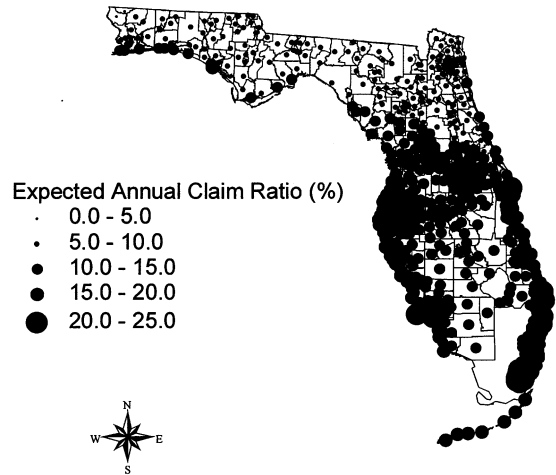 Expected Annual Claim Ratio (%)
0.0 - 5.0
5.0 - 10.0
10.0 - 15.0
15.0 - 20.0
20.0 - 25.0
N
W E
S